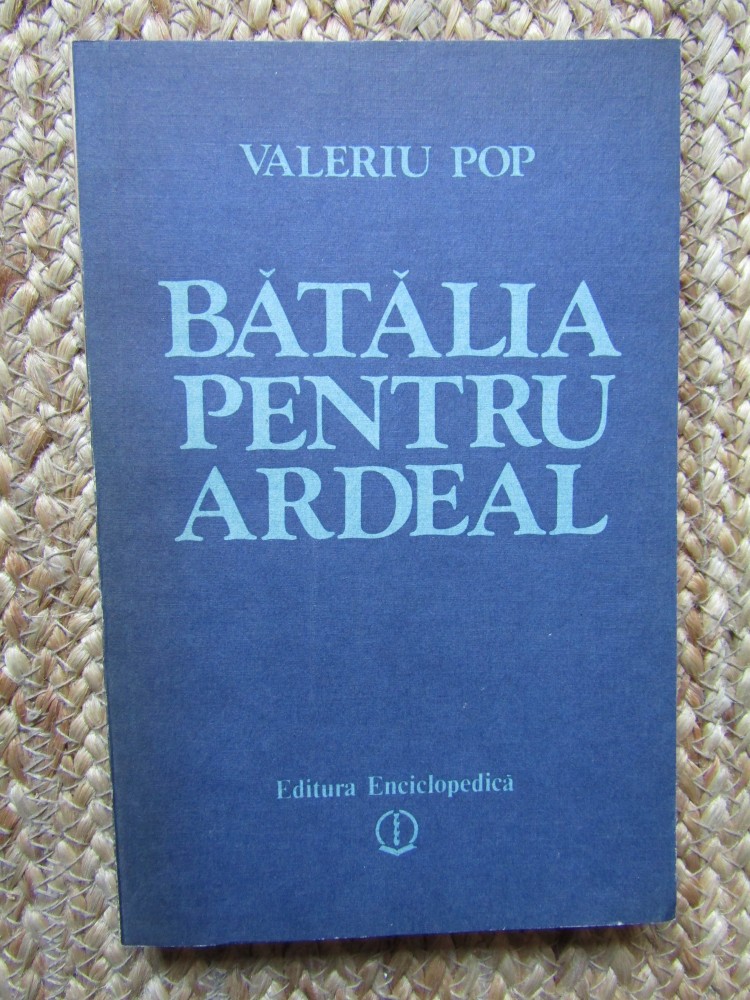 VALERIU POP
BĂTĂLIA
PENTRU
ARDEAL
Editura Enciclopedică